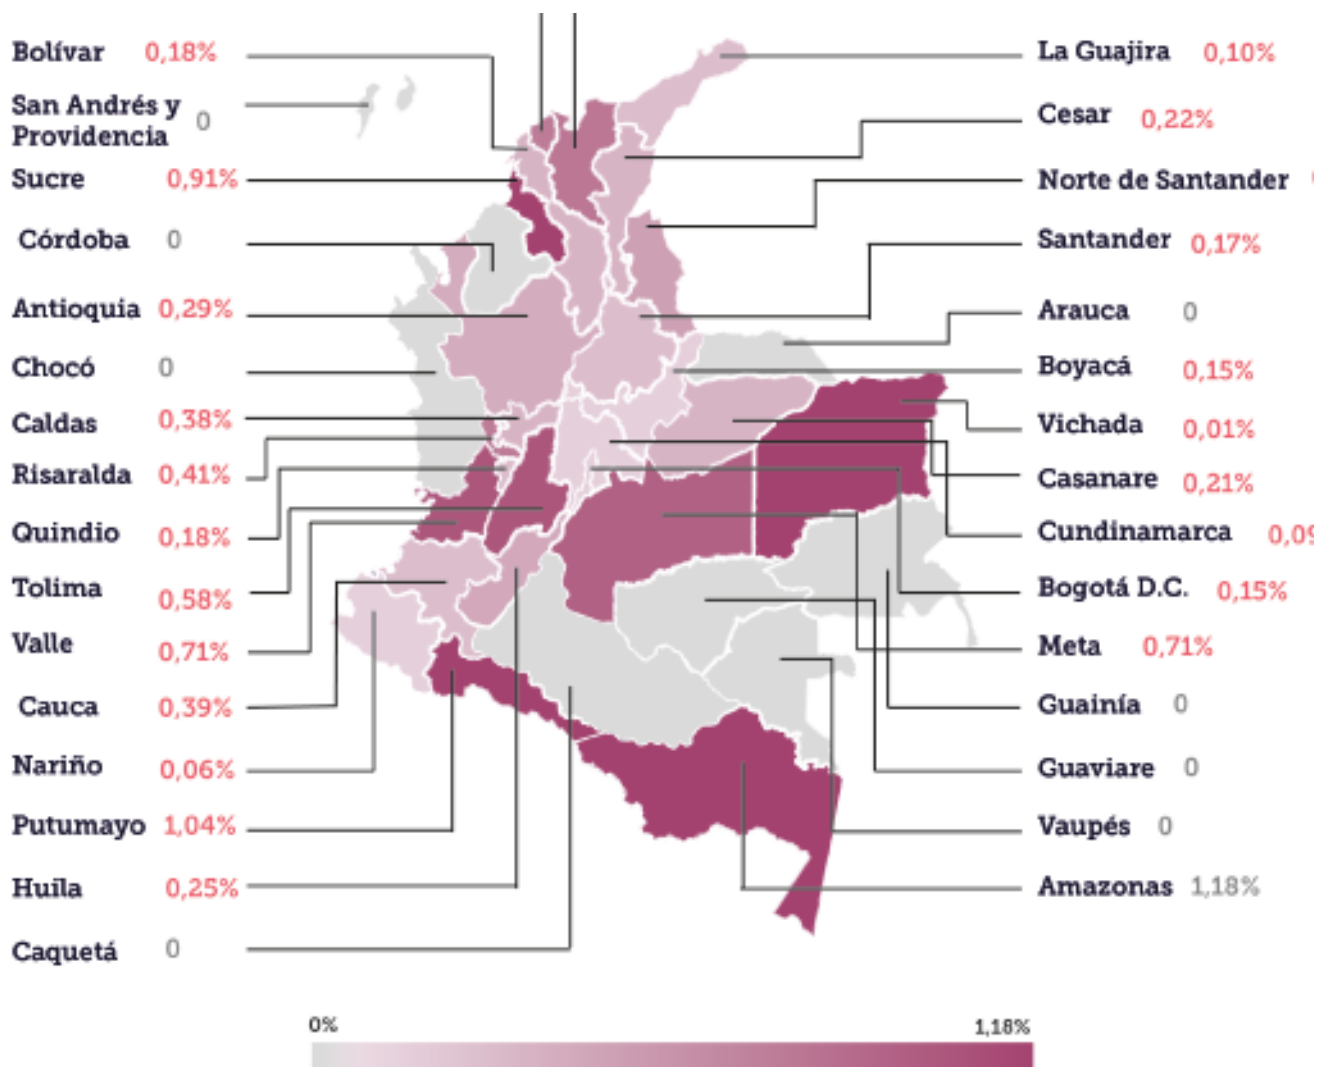 Bolívar 0,18%
San Andrés y
Providencia 0
Sucre 0,91%
Córdoba 0
Antioquia 0,29%
Chocó 0
Caldas 0,38%
Risaralda 0,41%
Quindio 0,18%
Tolima 0,58%
Valle 0,71%
Cauca 0,39%
Nariño 0,06%
Putumayo 1,04%
Huila 0,25%
Caquetá 0
La Guajira 0,10%
Cesar 0,22%
Norte de Santander
Santander 0,17%
Arauca 0
Boyacá 0,15%
Vichada 0,01%
Casanare 0,21%
Cundinamarca 0,09
Bogotá D.C. 0,15%
Meta 0,71%
Guainía 0
Guaviare 0
Vaupés 0
Amazonas 1,18%
0% 1,18%